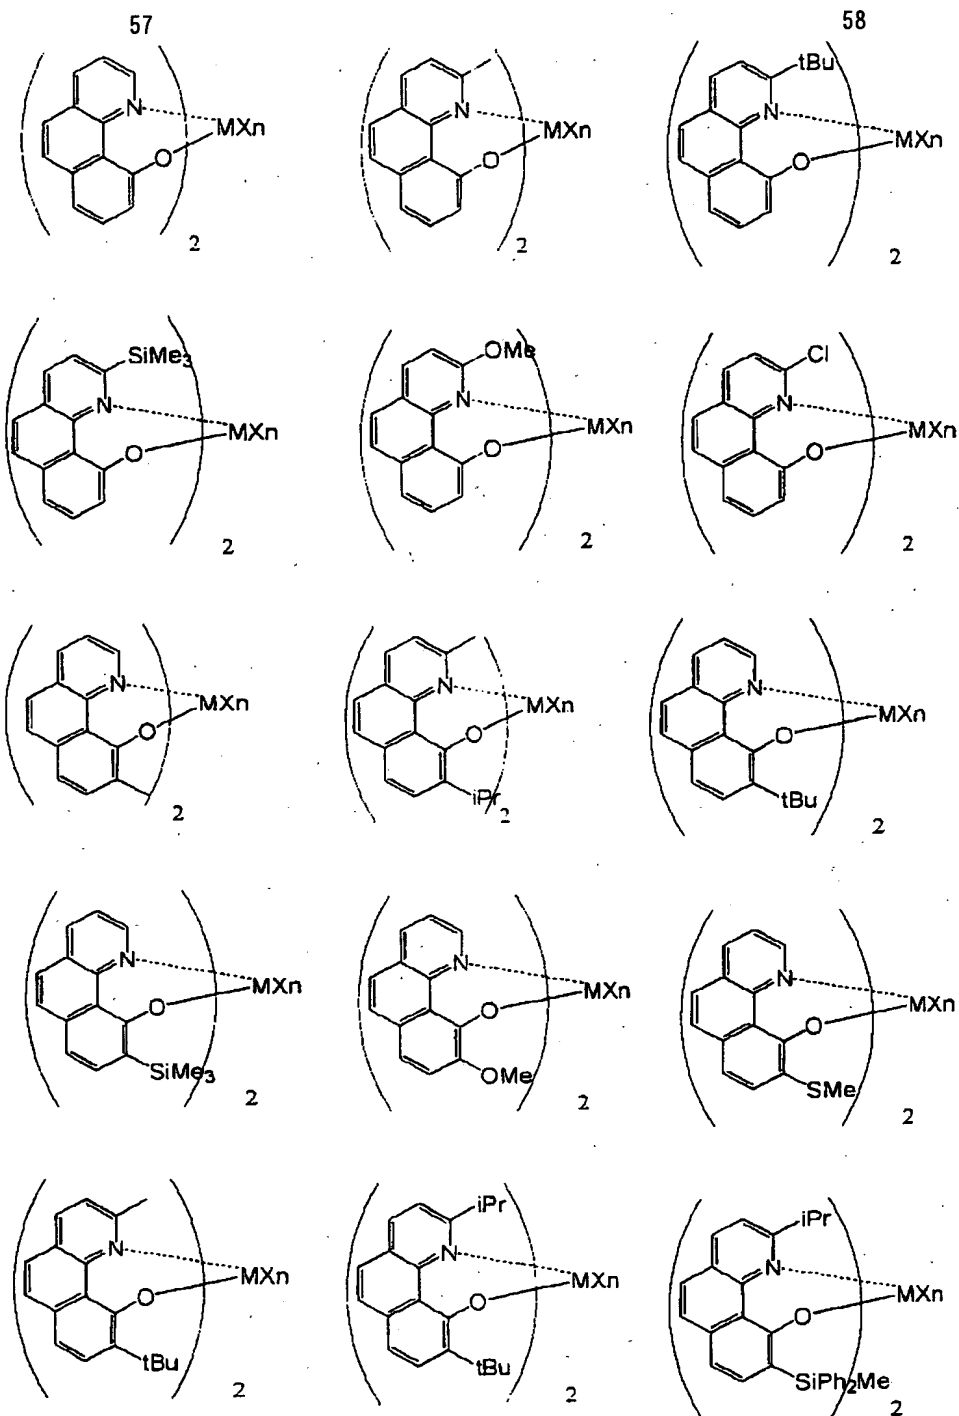 57 58
N O MXn 2
N O MXn 2
tBu N O MXn 2
SiMe3 N O MXn 2
OMe N O MXn 2
Cl N O MXn 2
N O MXn 2
N O MXn iPr 2
N O MXn tBu 2
N O MXn SiMe3 2
N O MXn OMe 2
N O MXn SMe 2
N O MXn tBu 2
iPr N O MXn tBu 2
iPr N O MXn SiPh2Me 2